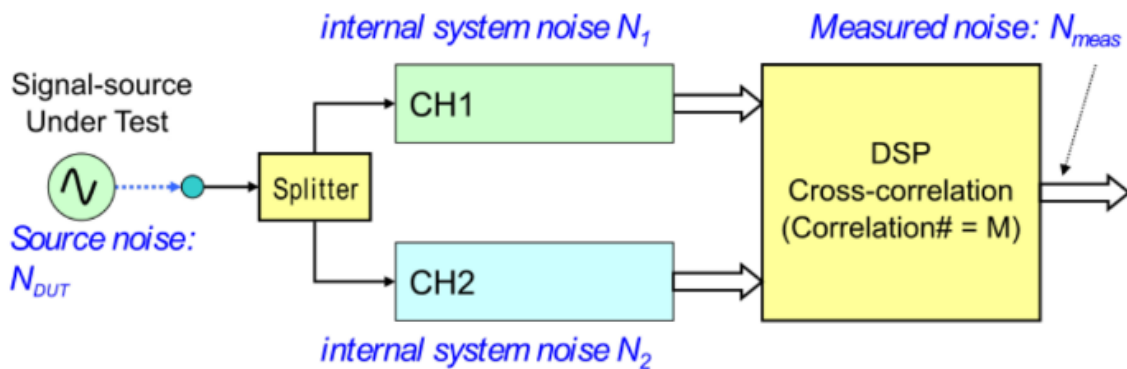 internal system noise N1
Measured noise: Nmeas
Signal-source
Under Test
CH1
Splitter
DSP
Cross-correlation
(Correlation# = M)
Source noise:
NDUT
CH2
internal system noise N2